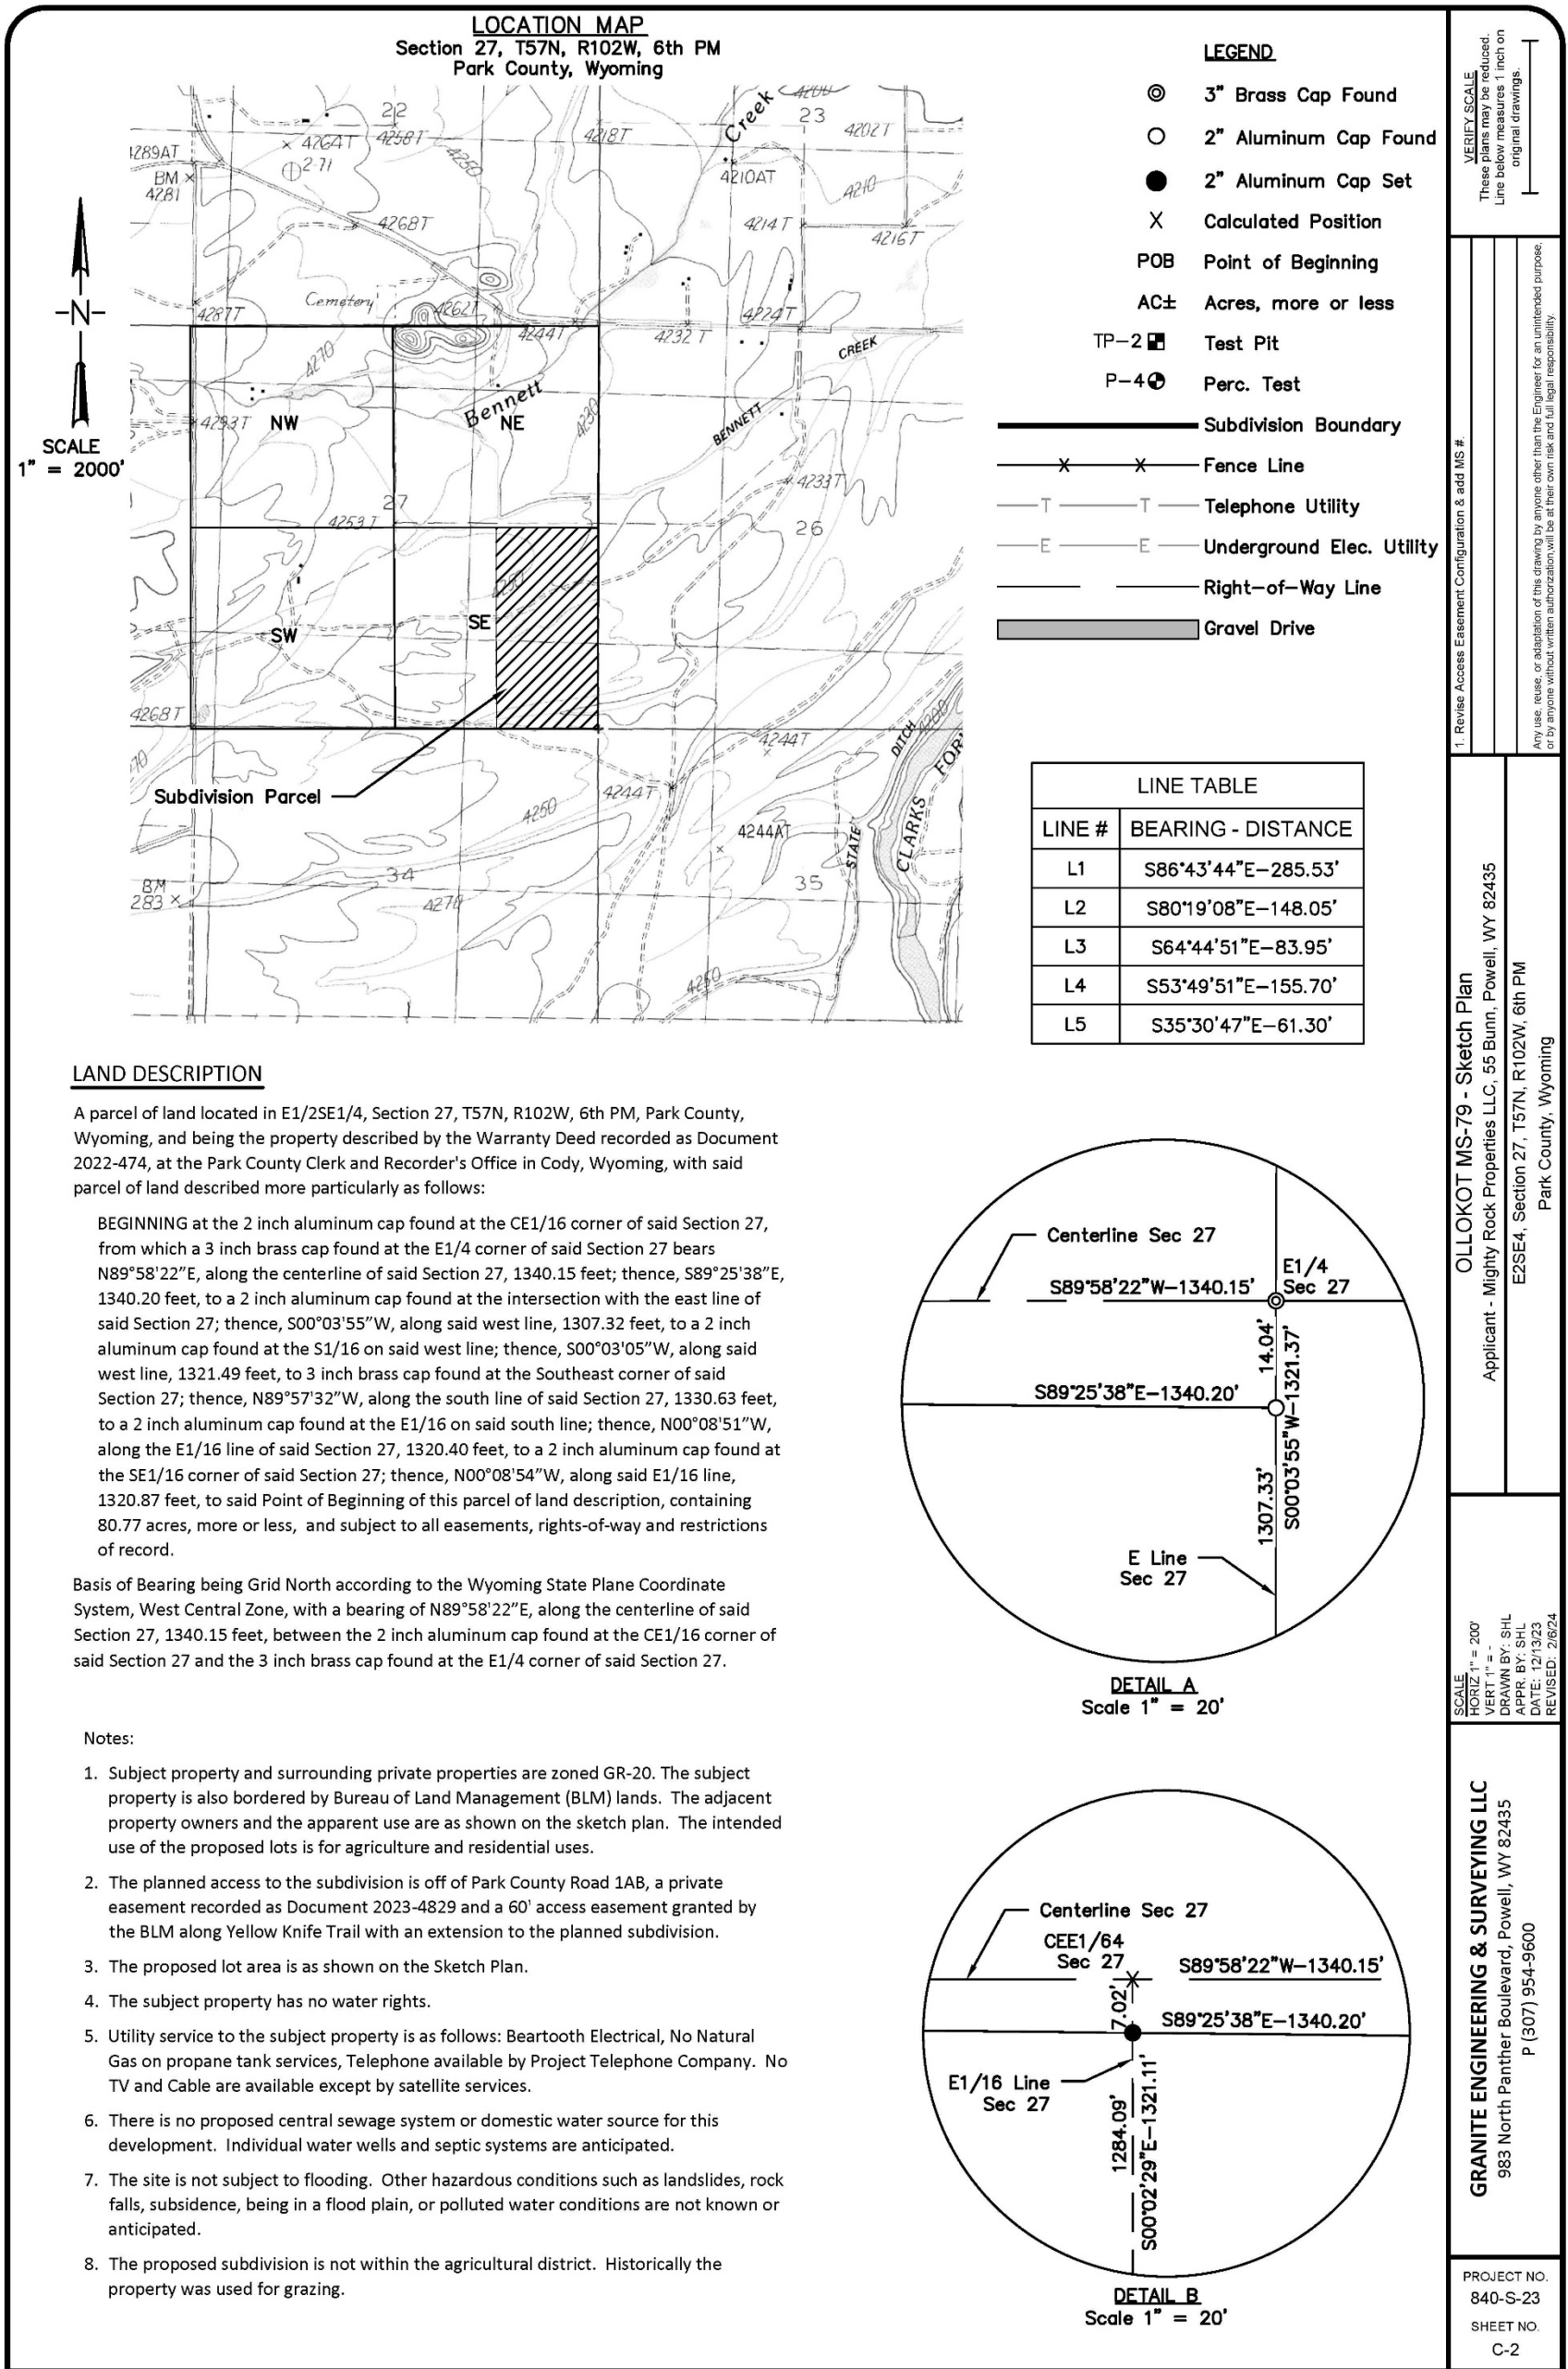 LOCATION MAP
Section 27, T57N, R102W, 6th PM
Park County, Wyoming
22
23
4264T
4258T
4250
4218T
Creek
4200
4202T
4289AT
2-71
BM
4281
4210AT
4210
4268T
4214T
4216T
Cemetery
4287T
4262T
4244T
4232T
4224T
CREEK
4270
Bennett
4230
BENNETT
4293T
NW
NE
4233T
27
4253T
26
4250
SW
SE
4268T
4244T
DITCH
4200
FOR
Subdivision Parcel
4244T
4250
4244AT
STATE
CLARKS
BM
283
34
35
4270
4250
-N-
SCALE
1" = 2000'
LEGEND
3" Brass Cap Found
2" Aluminum Cap Found
2" Aluminum Cap Set
X Calculated Position
POB Point of Beginning
AC± Acres, more or less
TP-2 Test Pit
P-4 Perc. Test
Subdivision Boundary
X X Fence Line
T T Telephone Utility
E E Underground Elec. Utility
Right-of-Way Line
Gravel Drive
LINE TABLE
LINE # BEARING - DISTANCE
L1 S86°43'44"E-285.53'
L2 S80°19'08"E-148.05'
L3 S64°44'51"E-83.95'
L4 S53°49'51"E-155.70'
L5 S35°30'47"E-61.30'
LAND DESCRIPTION
A parcel of land located in E1/2SE1/4, Section 27, T57N, R102W, 6th PM, Park County,
Wyoming, and being the property described by the Warranty Deed recorded as Document
2022-474, at the Park County Clerk and Recorder's Office in Cody, Wyoming, with said
parcel of land described more particularly as follows:
BEGINNING at the 2 inch aluminum cap found at the CE1/16 corner of said Section 27,
from which a 3 inch brass cap found at the E1/4 corner of said Section 27 bears
N89°58'22"E, along the centerline of said Section 27, 1340.15 feet; thence, S89°25'38"E,
1340.20 feet, to a 2 inch aluminum cap found at the intersection with the east line of
said Section 27; thence, S00°03'55"W, along said west line, 1307.32 feet, to a 2 inch
aluminum cap found at the S1/16 on said west line; thence, S00°03'05"W, along said
west line, 1321.49 feet, to 3 inch brass cap found at the Southeast corner of said
Section 27; thence, N89°57'32"W, along the south line of said Section 27, 1330.63 feet,
to a 2 inch aluminum cap found at the E1/16 on said south line; thence, N00°08'51"W,
along the E1/16 line of said Section 27, 1320.40 feet, to a 2 inch aluminum cap found at
the SE1/16 corner of said Section 27; thence, N00°08'54"W, along said E1/16 line,
1320.87 feet, to said Point of Beginning of this parcel of land description, containing
80.77 acres, more or less, and subject to all easements, rights-of-way and restrictions
of record.
Basis of Bearing being Grid North according to the Wyoming State Plane Coordinate
System, West Central Zone, with a bearing of N89°58'22"E, along the centerline of said
Section 27, 1340.15 feet, between the 2 inch aluminum cap found at the CE1/16 corner of
said Section 27 and the 3 inch brass cap found at the E1/4 corner of said Section 27.
Notes:
1. Subject property and surrounding private properties are zoned GR-20. The subject
property is also bordered by Bureau of Land Management (BLM) lands. The adjacent
property owners and the apparent use are as shown on the sketch plan. The intended
use of the proposed lots is for agriculture and residential uses.
2. The planned access to the subdivision is off of Park County Road 1AB, a private
easement recorded as Document 2023-4829 and a 60' access easement granted by
the BLM along Yellow Knife Trail with an extension to the planned subdivision.
3. The proposed lot area is as shown on the Sketch Plan.
4. The subject property has no water rights.
5. Utility service to the subject property is as follows: Beartooth Electrical, No Natural
Gas on propane tank services, Telephone available by Project Telephone Company. No
TV and Cable are available except by satellite services.
6. There is no proposed central sewage system or domestic water source for this
development. Individual water wells and septic systems are anticipated.
7. The site is not subject to flooding. Other hazardous conditions such as landslides, rock
falls, subsidence, being in a flood plain, or polluted water conditions are not known or
anticipated.
8. The proposed subdivision is not within the agricultural district. Historically the
property was used for grazing.
Centerline Sec 27
E1/4
Sec 27
S89°58'22"W-1340.15'
14.04'
S89°25'38"E-1340.20'
S00°03'55"W-1321.37'
1307.33'
E Line
Sec 27
DETAIL A
Scale 1" = 20'
Centerline Sec 27
CEE1/64
Sec 27
S89°58'22"W-1340.15'
7.02'
S89°25'38"E-1340.20'
E1/16 Line
Sec 27
1284.09'
S00°02'29"E-1321.11'
DETAIL B
Scale 1" = 20'
VERIFY SCALE
These plans may be reduced.
Line below measures 1 inch on
original drawings.
1. Revise Access Easement Configuration & add MS #.
Any use, reuse, or adaptation of this drawing by anyone other than the Engineer for an unintended purpose,
or by anyone without written authorization,will be at their own risk and full legal responsibility.
OLLOKOT MS-79 - Sketch Plan
Applicant - Mighty Rock Properties LLC, 55 Bunn, Powell, WY 82435
E2SE4, Section 27, T57N, R102W, 6th PM
Park County, Wyoming
SCALE
HORIZ 1" = 200'
VERT 1" = -
DRAWN BY: SHL
APPR. BY: SHL
DATE: 12/13/23
REVISED: 2/6/24
GRANITE ENGINEERING & SURVEYING LLC
983 North Panther Boulevard, Powell, WY 82435
P (307) 954-9600
PROJECT NO.
840-S-23
SHEET NO.
C-2